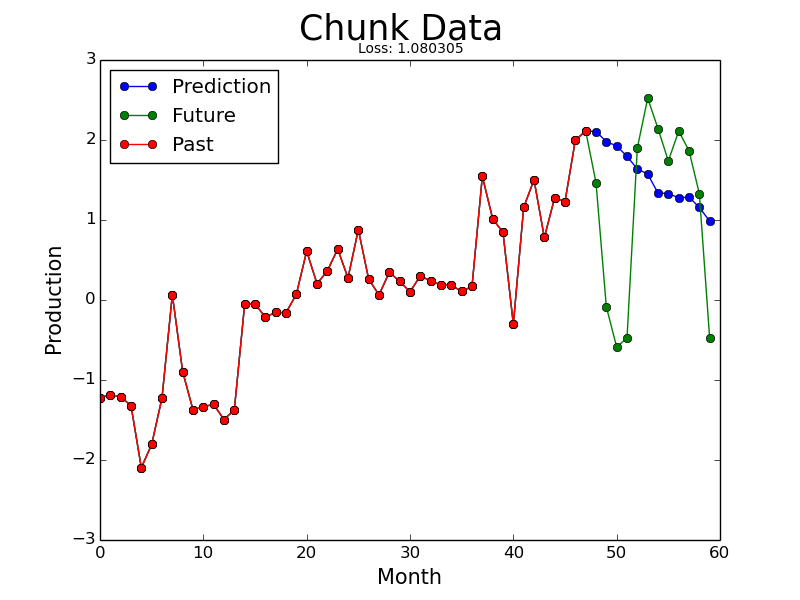 Chunk Data
Loss: 1.080305
Prediction
Future
Past
3
2
1
0
−1
−2
−3
Production
0 10 20 30 40 50 60
Month